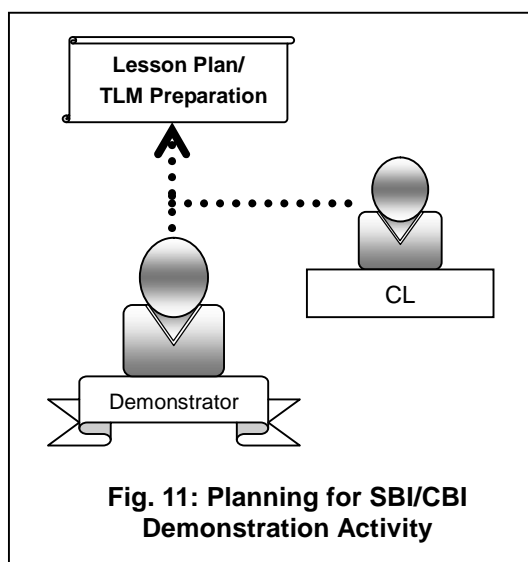 Lesson Plan/
TLM Preparation
CL
Demonstrator
Fig. 11: Planning for SBI/CBI
Demonstration Activity